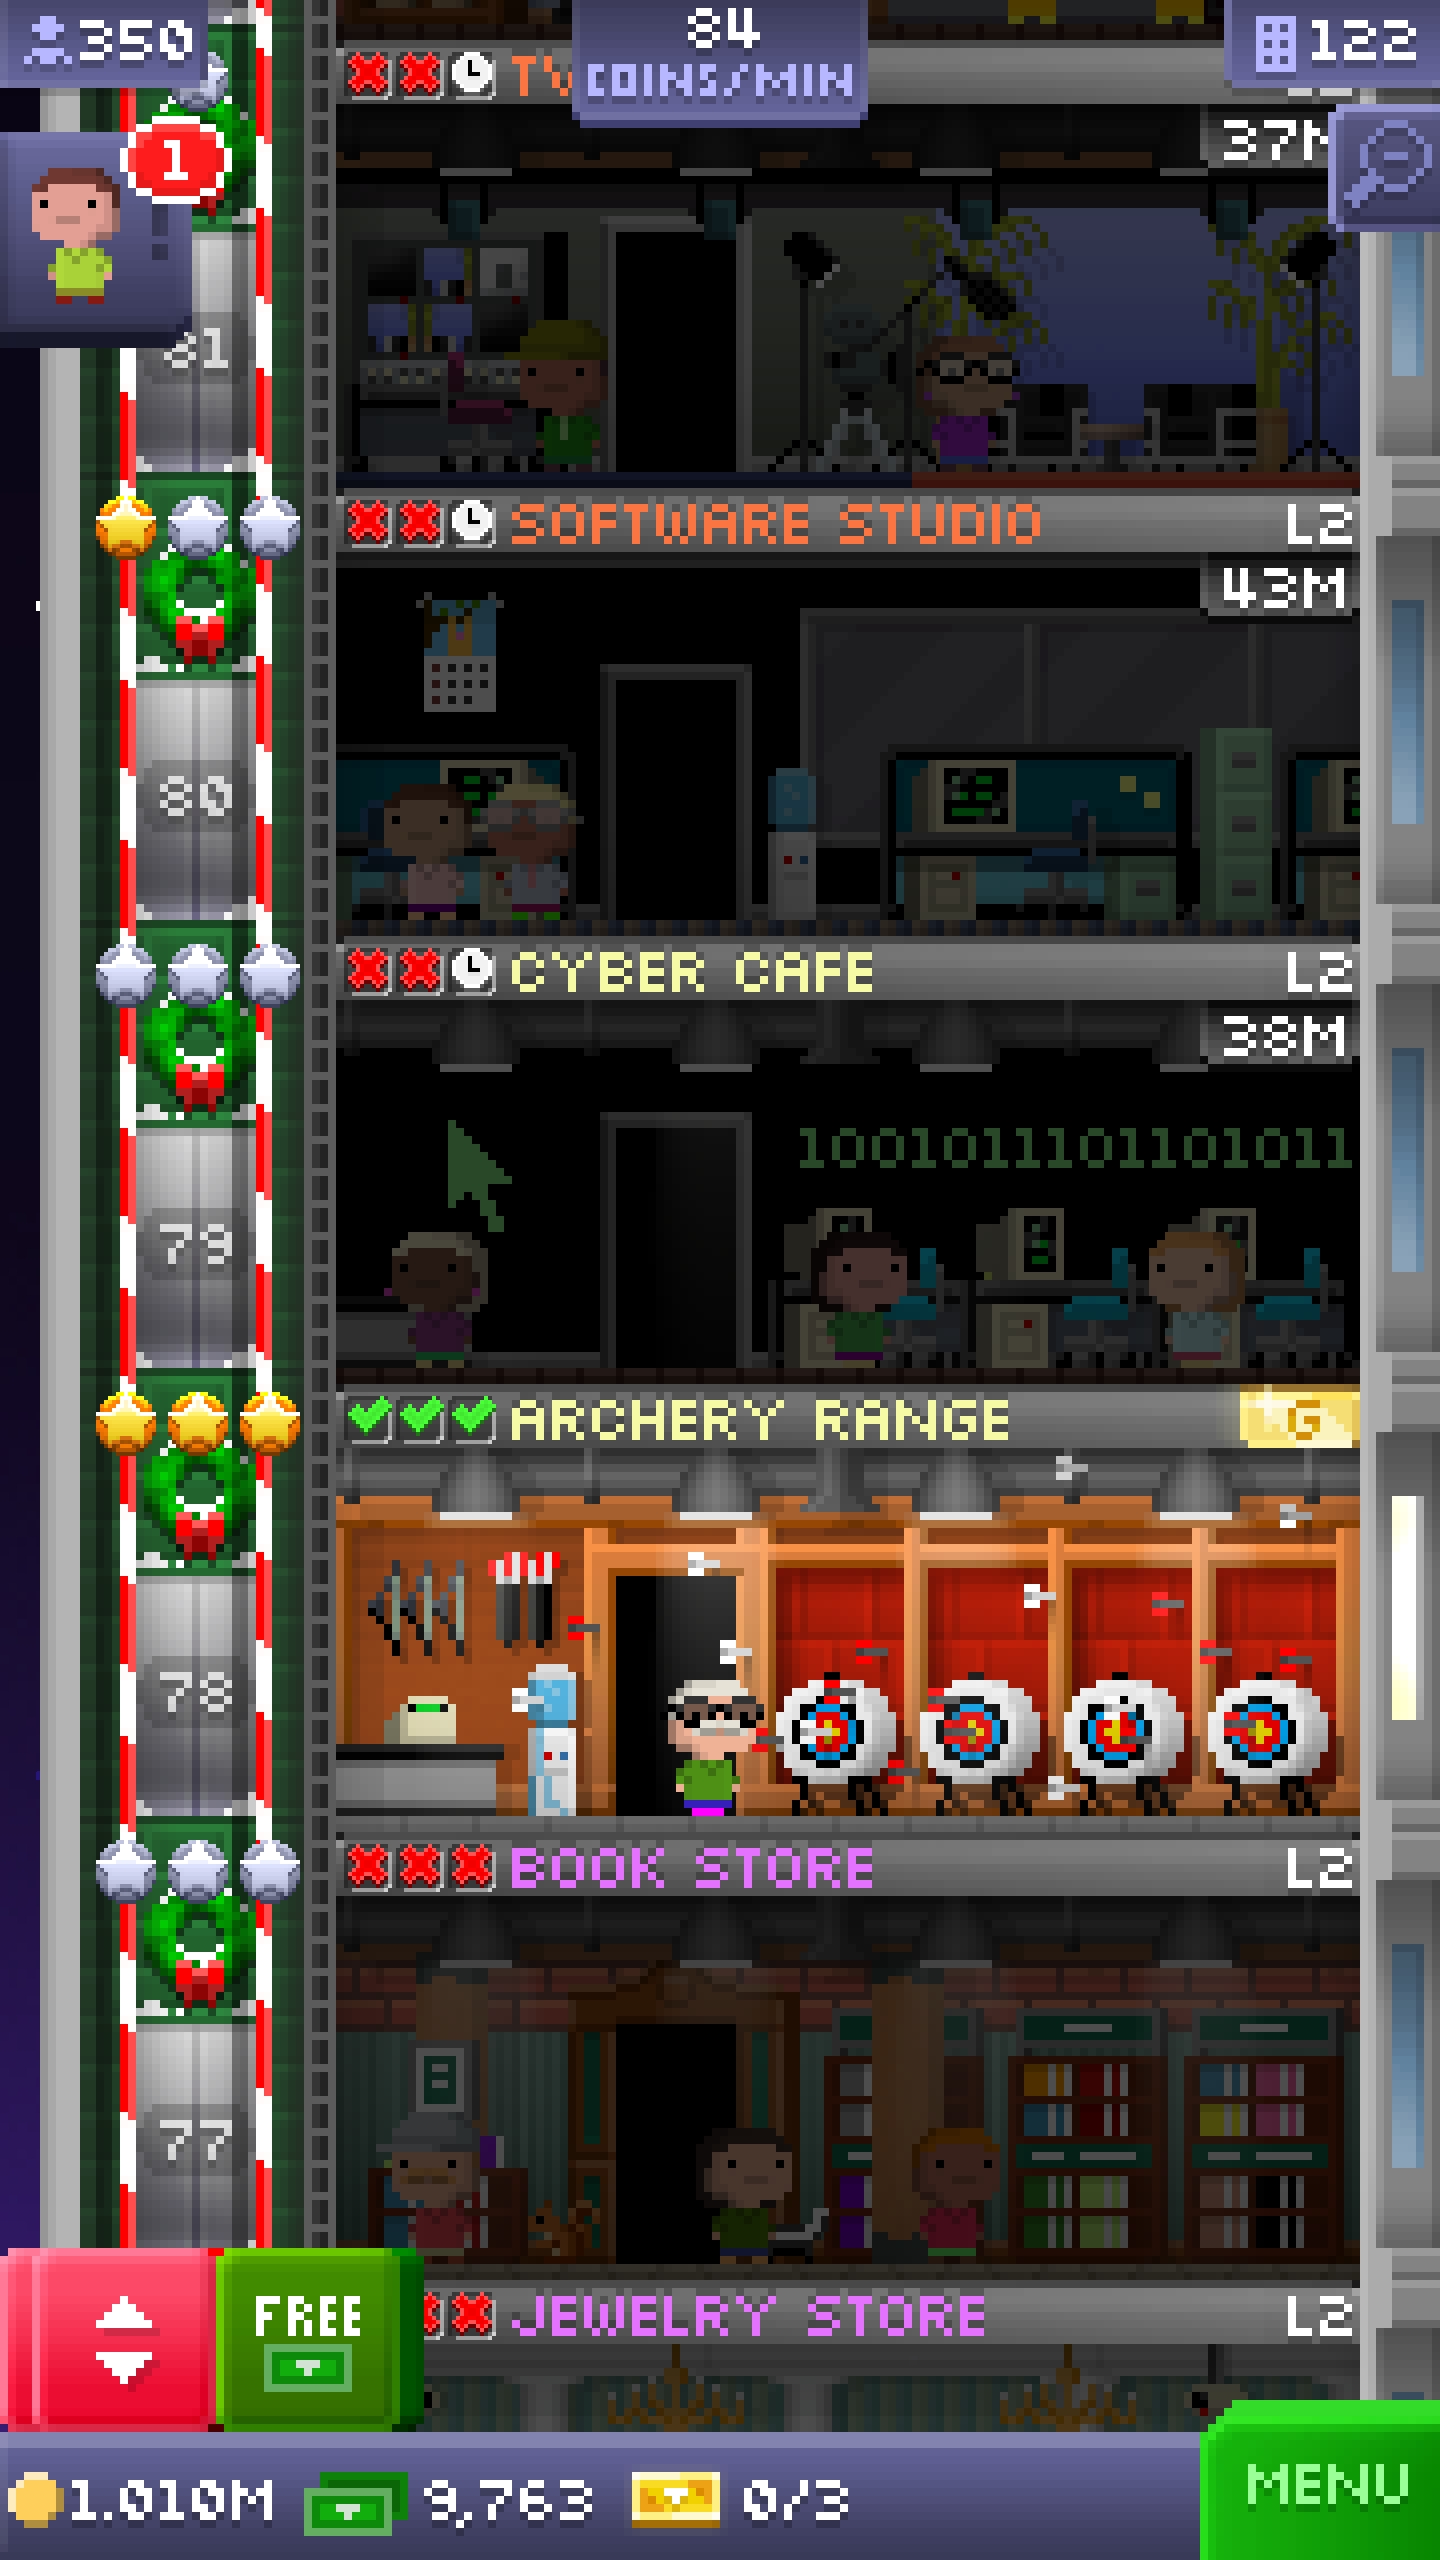 350
84
COINS/MIN
122
TV
37M
1
81
SOFTWARE STUDIO L2
43M
80
CYBER CAFE L2
38M
1001011101101011
79
ARCHERY RANGE G
78
BOOK STORE L2
77
FREE
JEWELRY STORE L2
1.010M 9,763 0/3
MENU